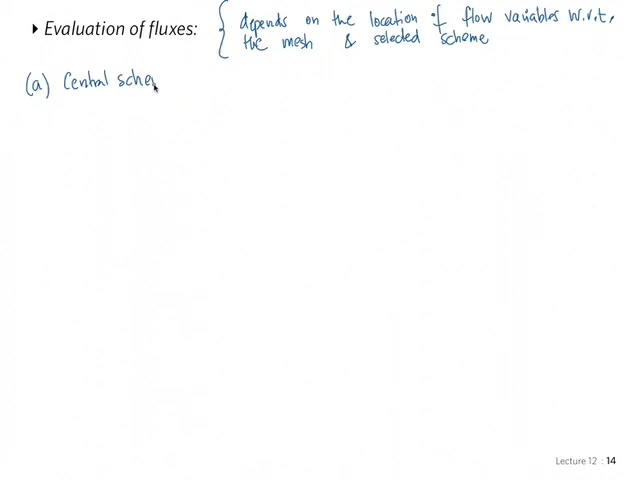 ▸ Evaluation of fluxes:
depends on the location of flow variables w.r.t.
the mesh & selected scheme
(a) Central sche
Lecture 12 : 14